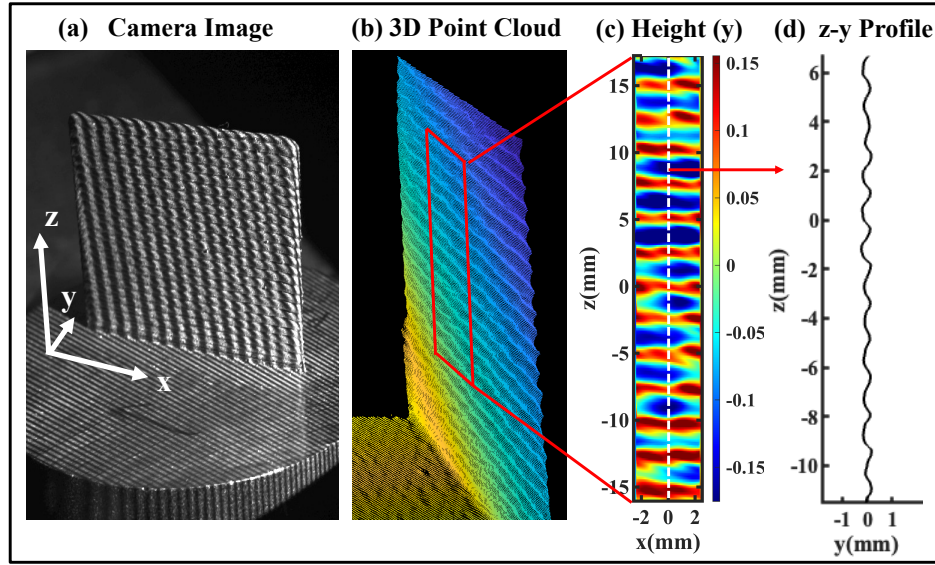 (a) Camera Image
(b) 3D Point Cloud
(c) Height (y)
(d) z-y Profile
z
y
x
15
10
5
0
-5
-10
-15
z(mm)
-2 0 2
x(mm)
0.15
0.1
0.05
0
-0.05
-0.1
-0.15
6
4
2
0
-2
-4
-6
-8
-10
z(mm)
-1 0 1
y(mm)